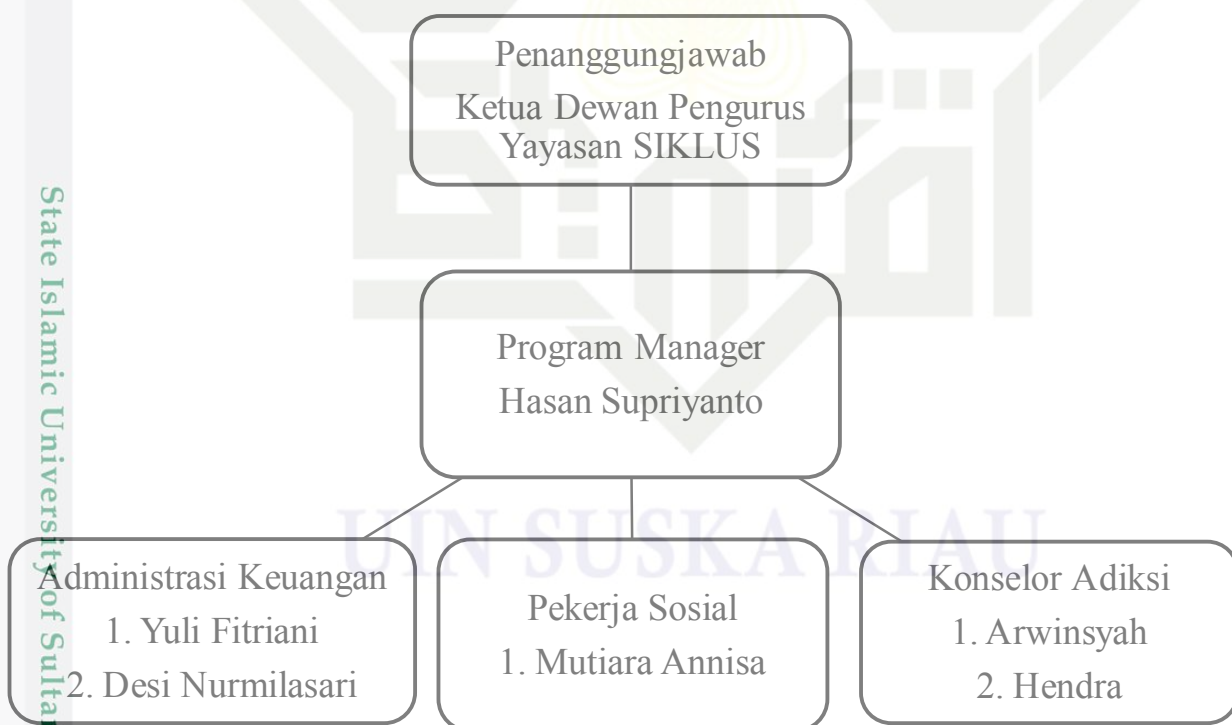 Penanggungjawab
Ketua Dewan Pengurus
Yayasan SIKLUS
Program Manager
Hasan Supriyanto
Administrasi Keuangan
1. Yuli Fitriani
2. Desi Nurmilasari
Pekerja Sosial
1. Mutiara Annisa
Konselor Adiksi
1. Arwinsyah
2. Hendra
UIN SUSKA RIAU
State Islamic University of Sultan